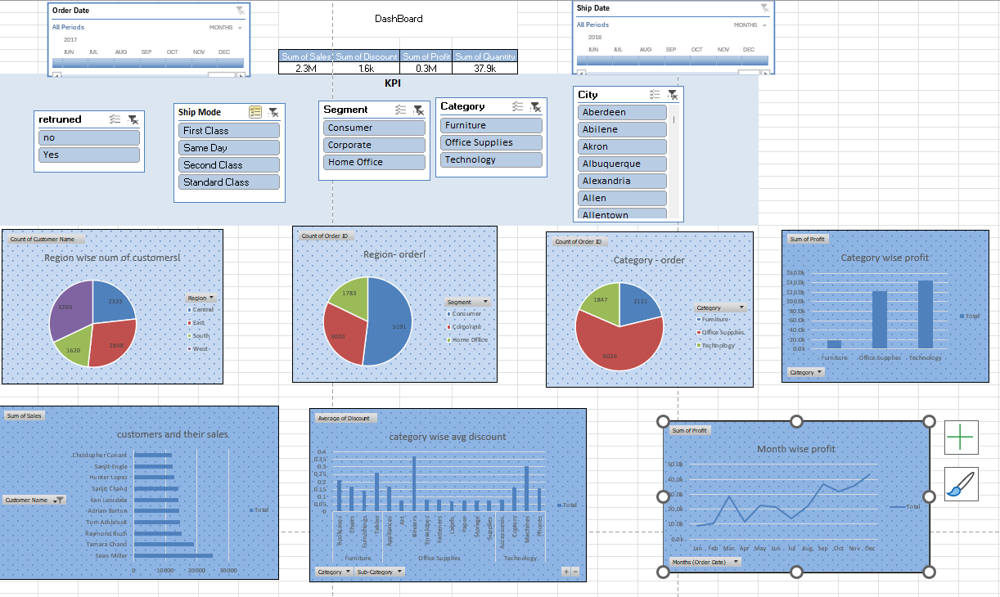 Order Date
All Periods MONTHS
2017
JUN JUL AUG SEP OCT NOV DEC
DashBoard
Sum of Sales Sum of Discount Sum of Profit Sum of Quantity
2.3M 1.6k 0.3M 37.9k
KPI
Ship Date
All Periods MONTHS
2018
JUN JUL AUG SEP OCT NOV DEC
retruned
no
Yes
Ship Mode
First Class
Same Day
Second Class
Standard Class
Segment
Consumer
Corporate
Home Office
Category
Furniture
Office Supplies
Technology
City
Aberdeen
Abilene
Akron
Albuquerque
Alexandria
Allen
Allentown
Count of Customer Name
Region wise num of customersl
3203 2323
1620 2848
Region
Central
East
South
West
Count of Order ID
Region- orderl
1783
3020 5191
Segment
Consumer
Corporate
Home Office
Count of Order ID
Category - order
1847 2121
6026
Category
Furniture
Office Supplies
Technology
Sum of Profit
Category wise profit
160.0k
140.0k
120.0k
100.0k
80.0k
60.0k
40.0k
20.0k
0.0k
Furniture Office Supplies Technology
Total
Category
Sum of Sales
customers and their sales
Christopher Conant
Sanjit Engle
Hunter Lopez
Sanjit Chand
Ken Lonsdale
Adrian Barton
Tom Ashbrook
Raymond Buch
Tamara Chand
Sean Miller
0 10000 20000 30000
Customer Name
Total
Average of Discount
category wise avg discount
0.4
0.35
0.3
0.25
0.2
0.15
0.1
0.05
0
Bookcases Chairs Furnishings Tables Appliances Art Binders Envelopes Fasteners Labels Paper Storage Supplies Accessories Copiers Machines Phones
Furniture Office Supplies Technology
Total
Category Sub-Category
Sum of Profit
Month wise profit
50.0k
40.0k
30.0k
20.0k
10.0k
0.0k
Jan Feb Mar Apr May Jun Jul Aug Sep Oct Nov Dec
Total
Months (Order Date)